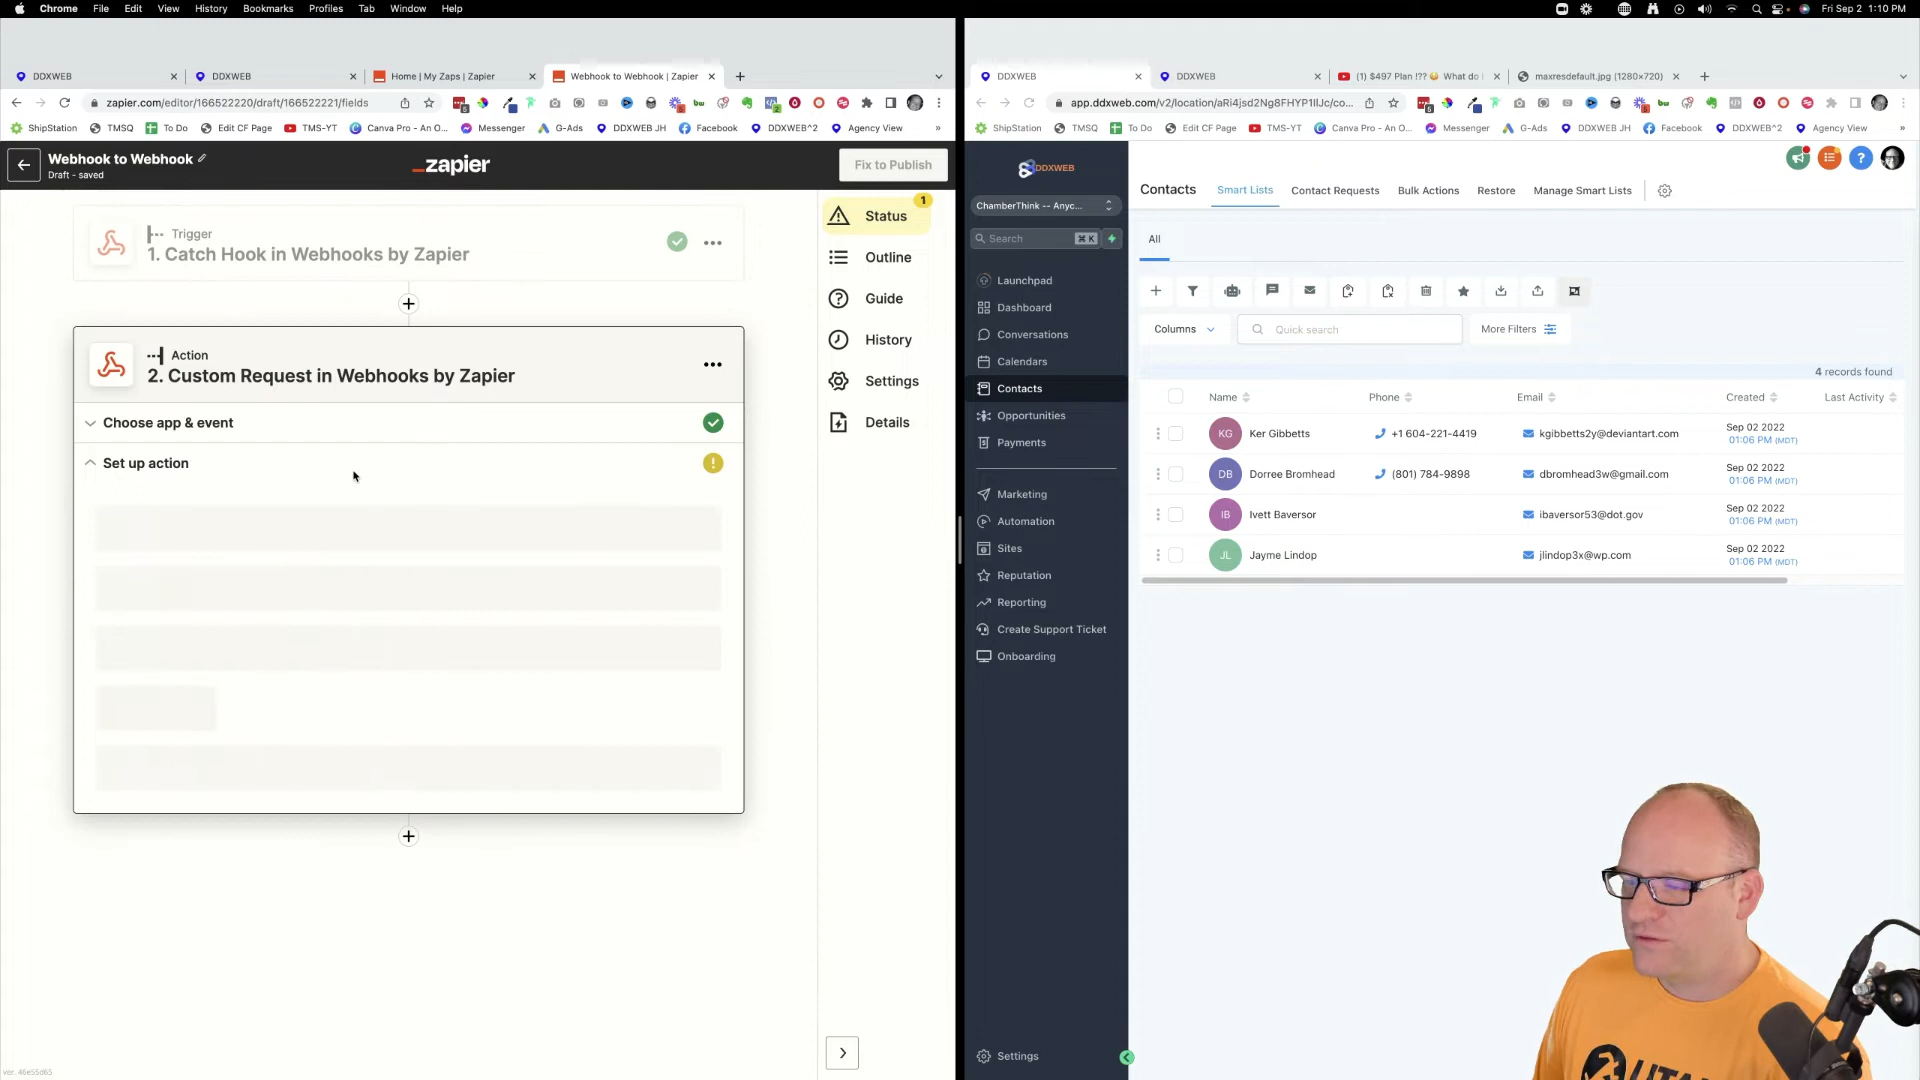 Chrome File Edit View History Bookmarks Profiles Tab Window Help
Fri Sep 2 1:10 PM
DDXWEB
DDXWEB
Home | My Zaps | Zapier
Webhook to Webhook | Zapier
zapier.com/editor/166522220/draft/166522221/fields
ShipStation TMSQ To Do Edit CF Page TMS-YT Canva Pro - An O... Messenger G-Ads DDXWEB JH Facebook DDXWEB^2 Agency View »
Webhook to Webhook
Draft - saved
_zapier
Fix to Publish
Trigger
1. Catch Hook in Webhooks by Zapier
Action
2. Custom Request in Webhooks by Zapier
Choose app & event
Set up action
Status
1
Outline
Guide
History
Settings
Details
ver. 46e55d65
DDXWEB
DDXWEB
(1) $497 Plan !?? What do
maxresdefault.jpg (1280×720)
app.ddxweb.com/v2/location/aRi4jsd2Ng8FHYP1IIJc/co...
ShipStation TMSQ To Do Edit CF Page TMS-YT Canva Pro - An O... Messenger G-Ads DDXWEB JH Facebook DDXWEB^2 Agency View »
DDXWEB
ChamberThink -- Anyc...
Search ⌘ K
Launchpad
Dashboard
Conversations
Calendars
Contacts
Opportunities
Payments
Marketing
Automation
Sites
Reputation
Reporting
Create Support Ticket
Onboarding
Settings
Contacts Smart Lists Contact Requests Bulk Actions Restore Manage Smart Lists
All
Columns Quick search More Filters
4 records found
Name Phone Email Created Last Activity
KG Ker Gibbetts +1 604-221-4419 kgibbetts2y@deviantart.com Sep 02 2022
01:06 PM (MDT)
DB Dorree Bromhead (801) 784-9898 dbromhead3w@gmail.com Sep 02 2022
01:06 PM (MDT)
IB Ivett Baversor ibaversor53@dot.gov Sep 02 2022
01:06 PM (MDT)
JL Jayme Lindop jlindop3x@wp.com Sep 02 2022
01:06 PM (MDT)